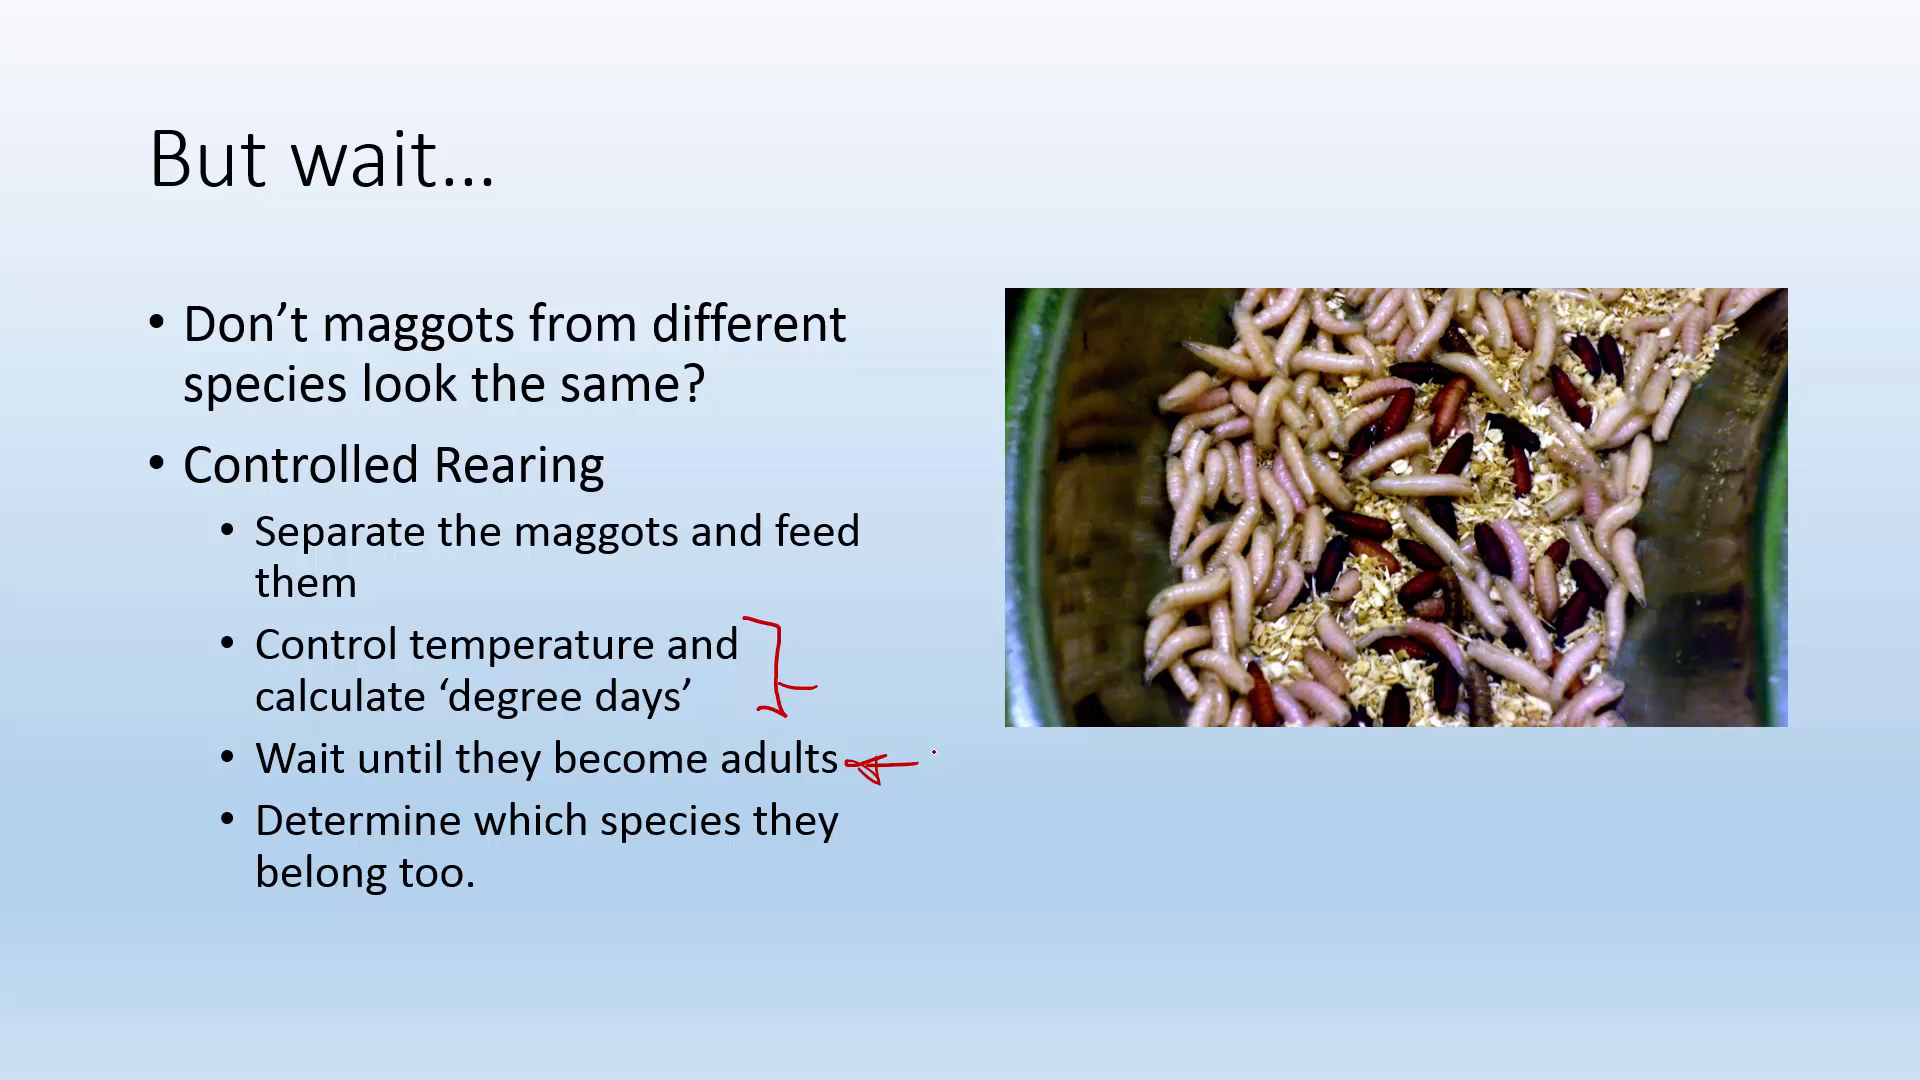 But wait...
• Don’t maggots from different
species look the same?
• Controlled Rearing
• Separate the maggots and feed
them
• Control temperature and
calculate ‘degree days’
• Wait until they become adults
• Determine which species they
belong too.